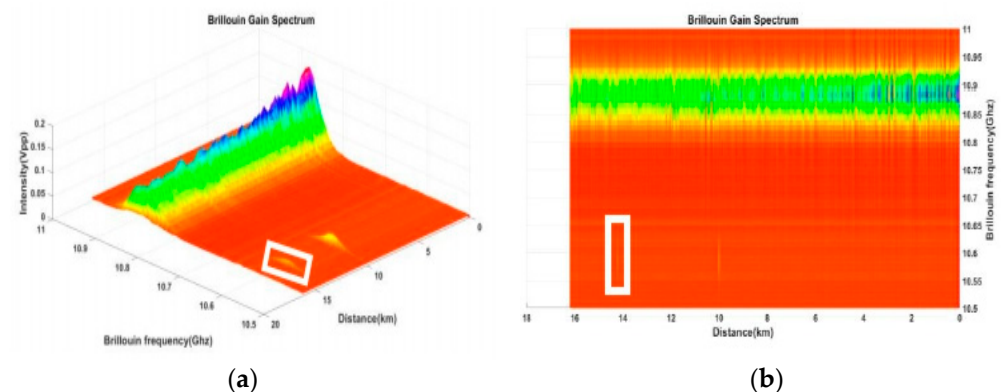 Brillouin Gain Spectrum
Intensity(Vpp)
0.2
0.15
0.1
0.05
0
11
10.9
10.8
10.7
10.6
10.5
Brillouin frequency(Ghz)
20
15
10
5
0
Distance(km)
(a)
Brillouin Gain Spectrum
11
10.95
10.9
10.85
10.8
10.75
10.7
10.65
10.6
10.55
10.5
Brillouin frequency(Ghz)
18 16 14 12 10 8 6 4 2 0
Distance(km)
(b)